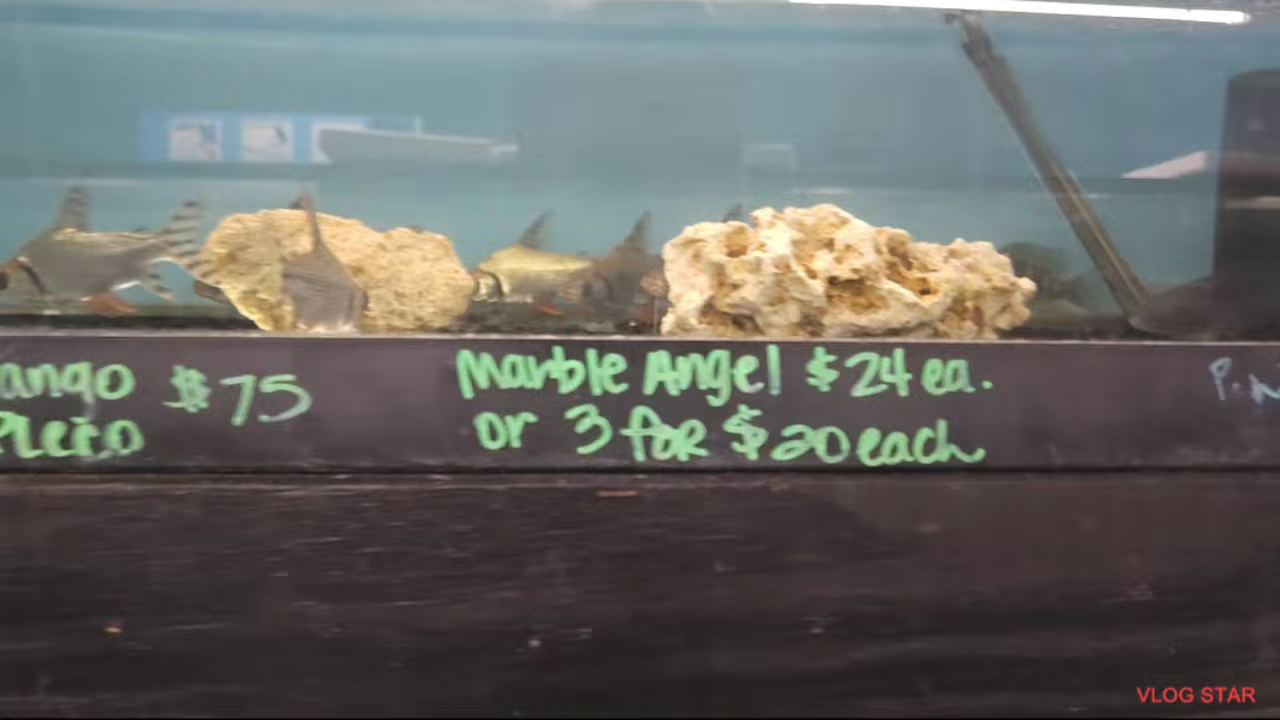 ango $75
Pleco
Marble Angel $24 ea.
or 3 for $20 each
VLOG STAR